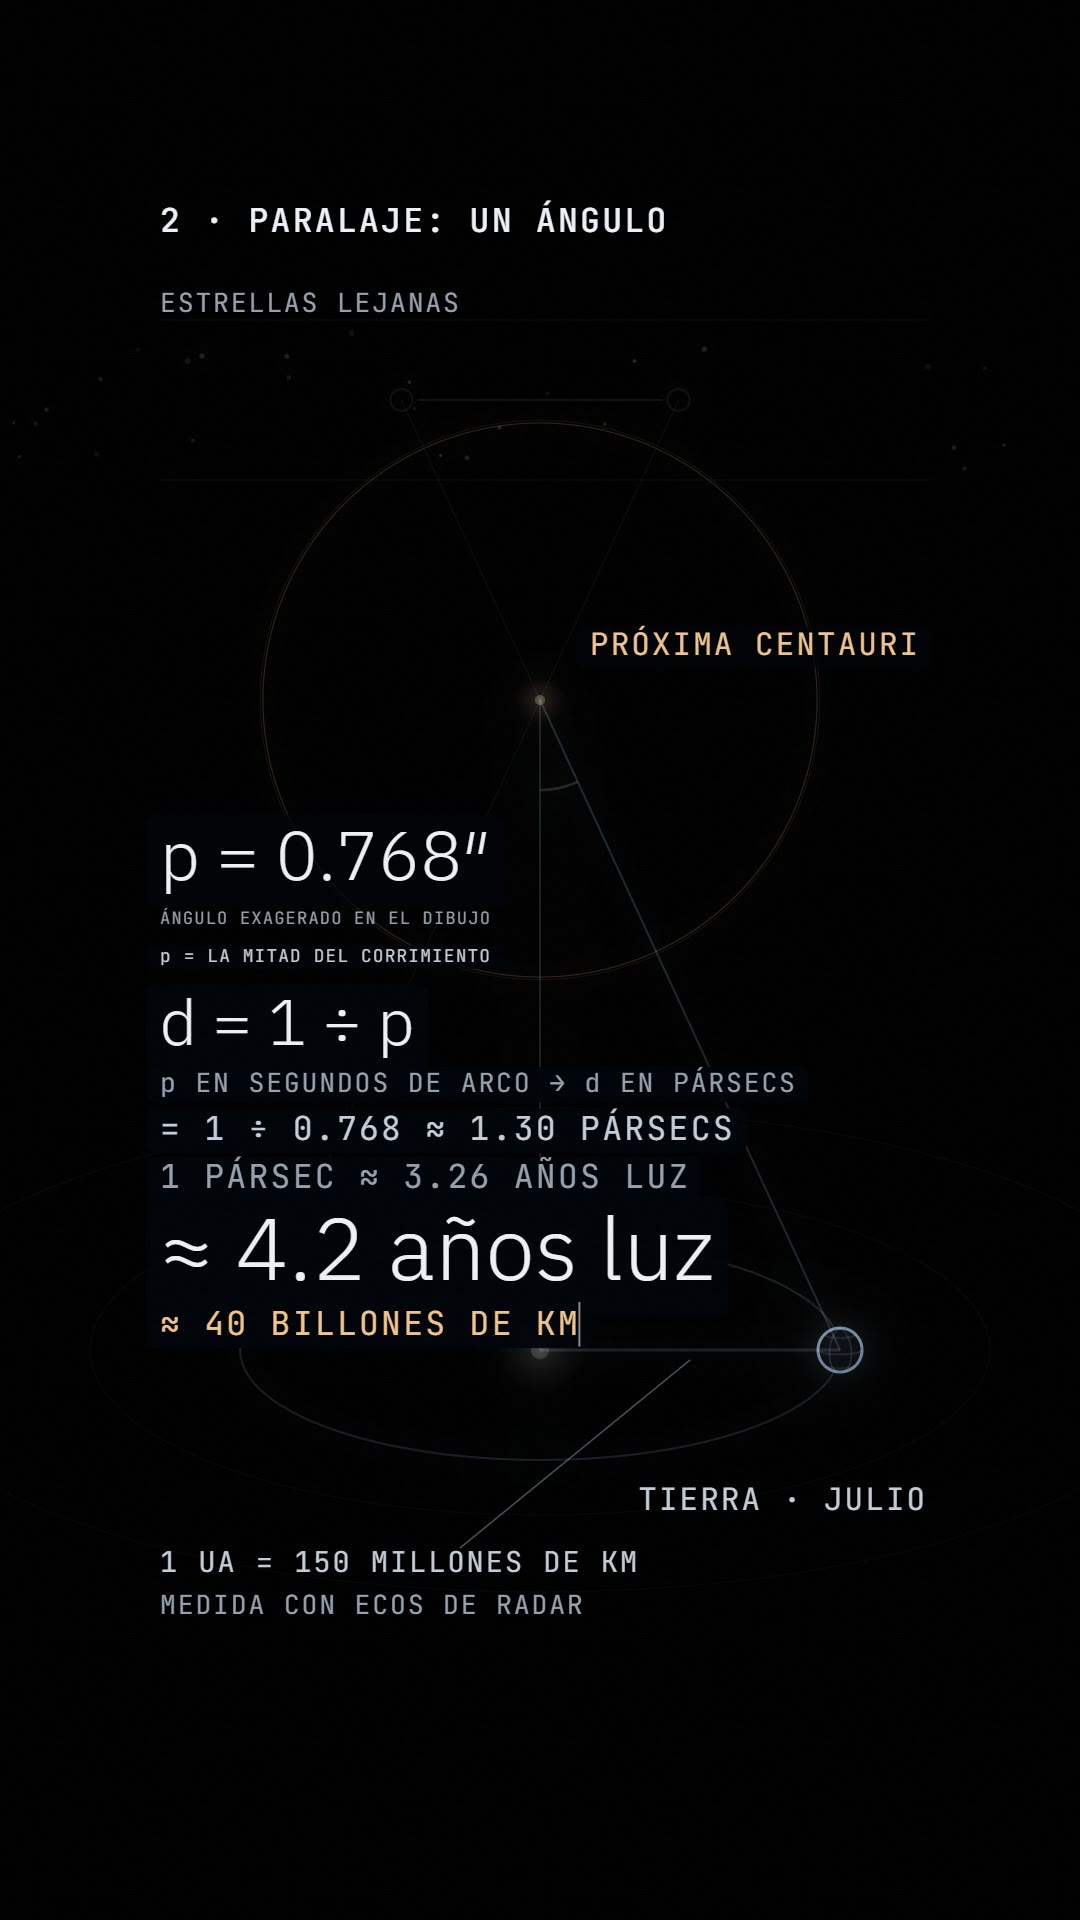 2 · PARALAJE: UN ÁNGULO
ESTRELLAS LEJANAS
PRÓXIMA CENTAURI
p = 0.768″
ÁNGULO EXAGERADO EN EL DIBUJO
p = LA MITAD DEL CORRIMIENTO
d = 1 ÷ p
p EN SEGUNDOS DE ARCO → d EN PÁRSECS
= 1 ÷ 0.768 ≈ 1.30 PÁRSECS
1 PÁRSEC ≈ 3.26 AÑOS LUZ
≈ 4.2 años luz
≈ 40 BILLONES DE KM
TIERRA · JULIO
1 UA = 150 MILLONES DE KM
MEDIDA CON ECOS DE RADAR